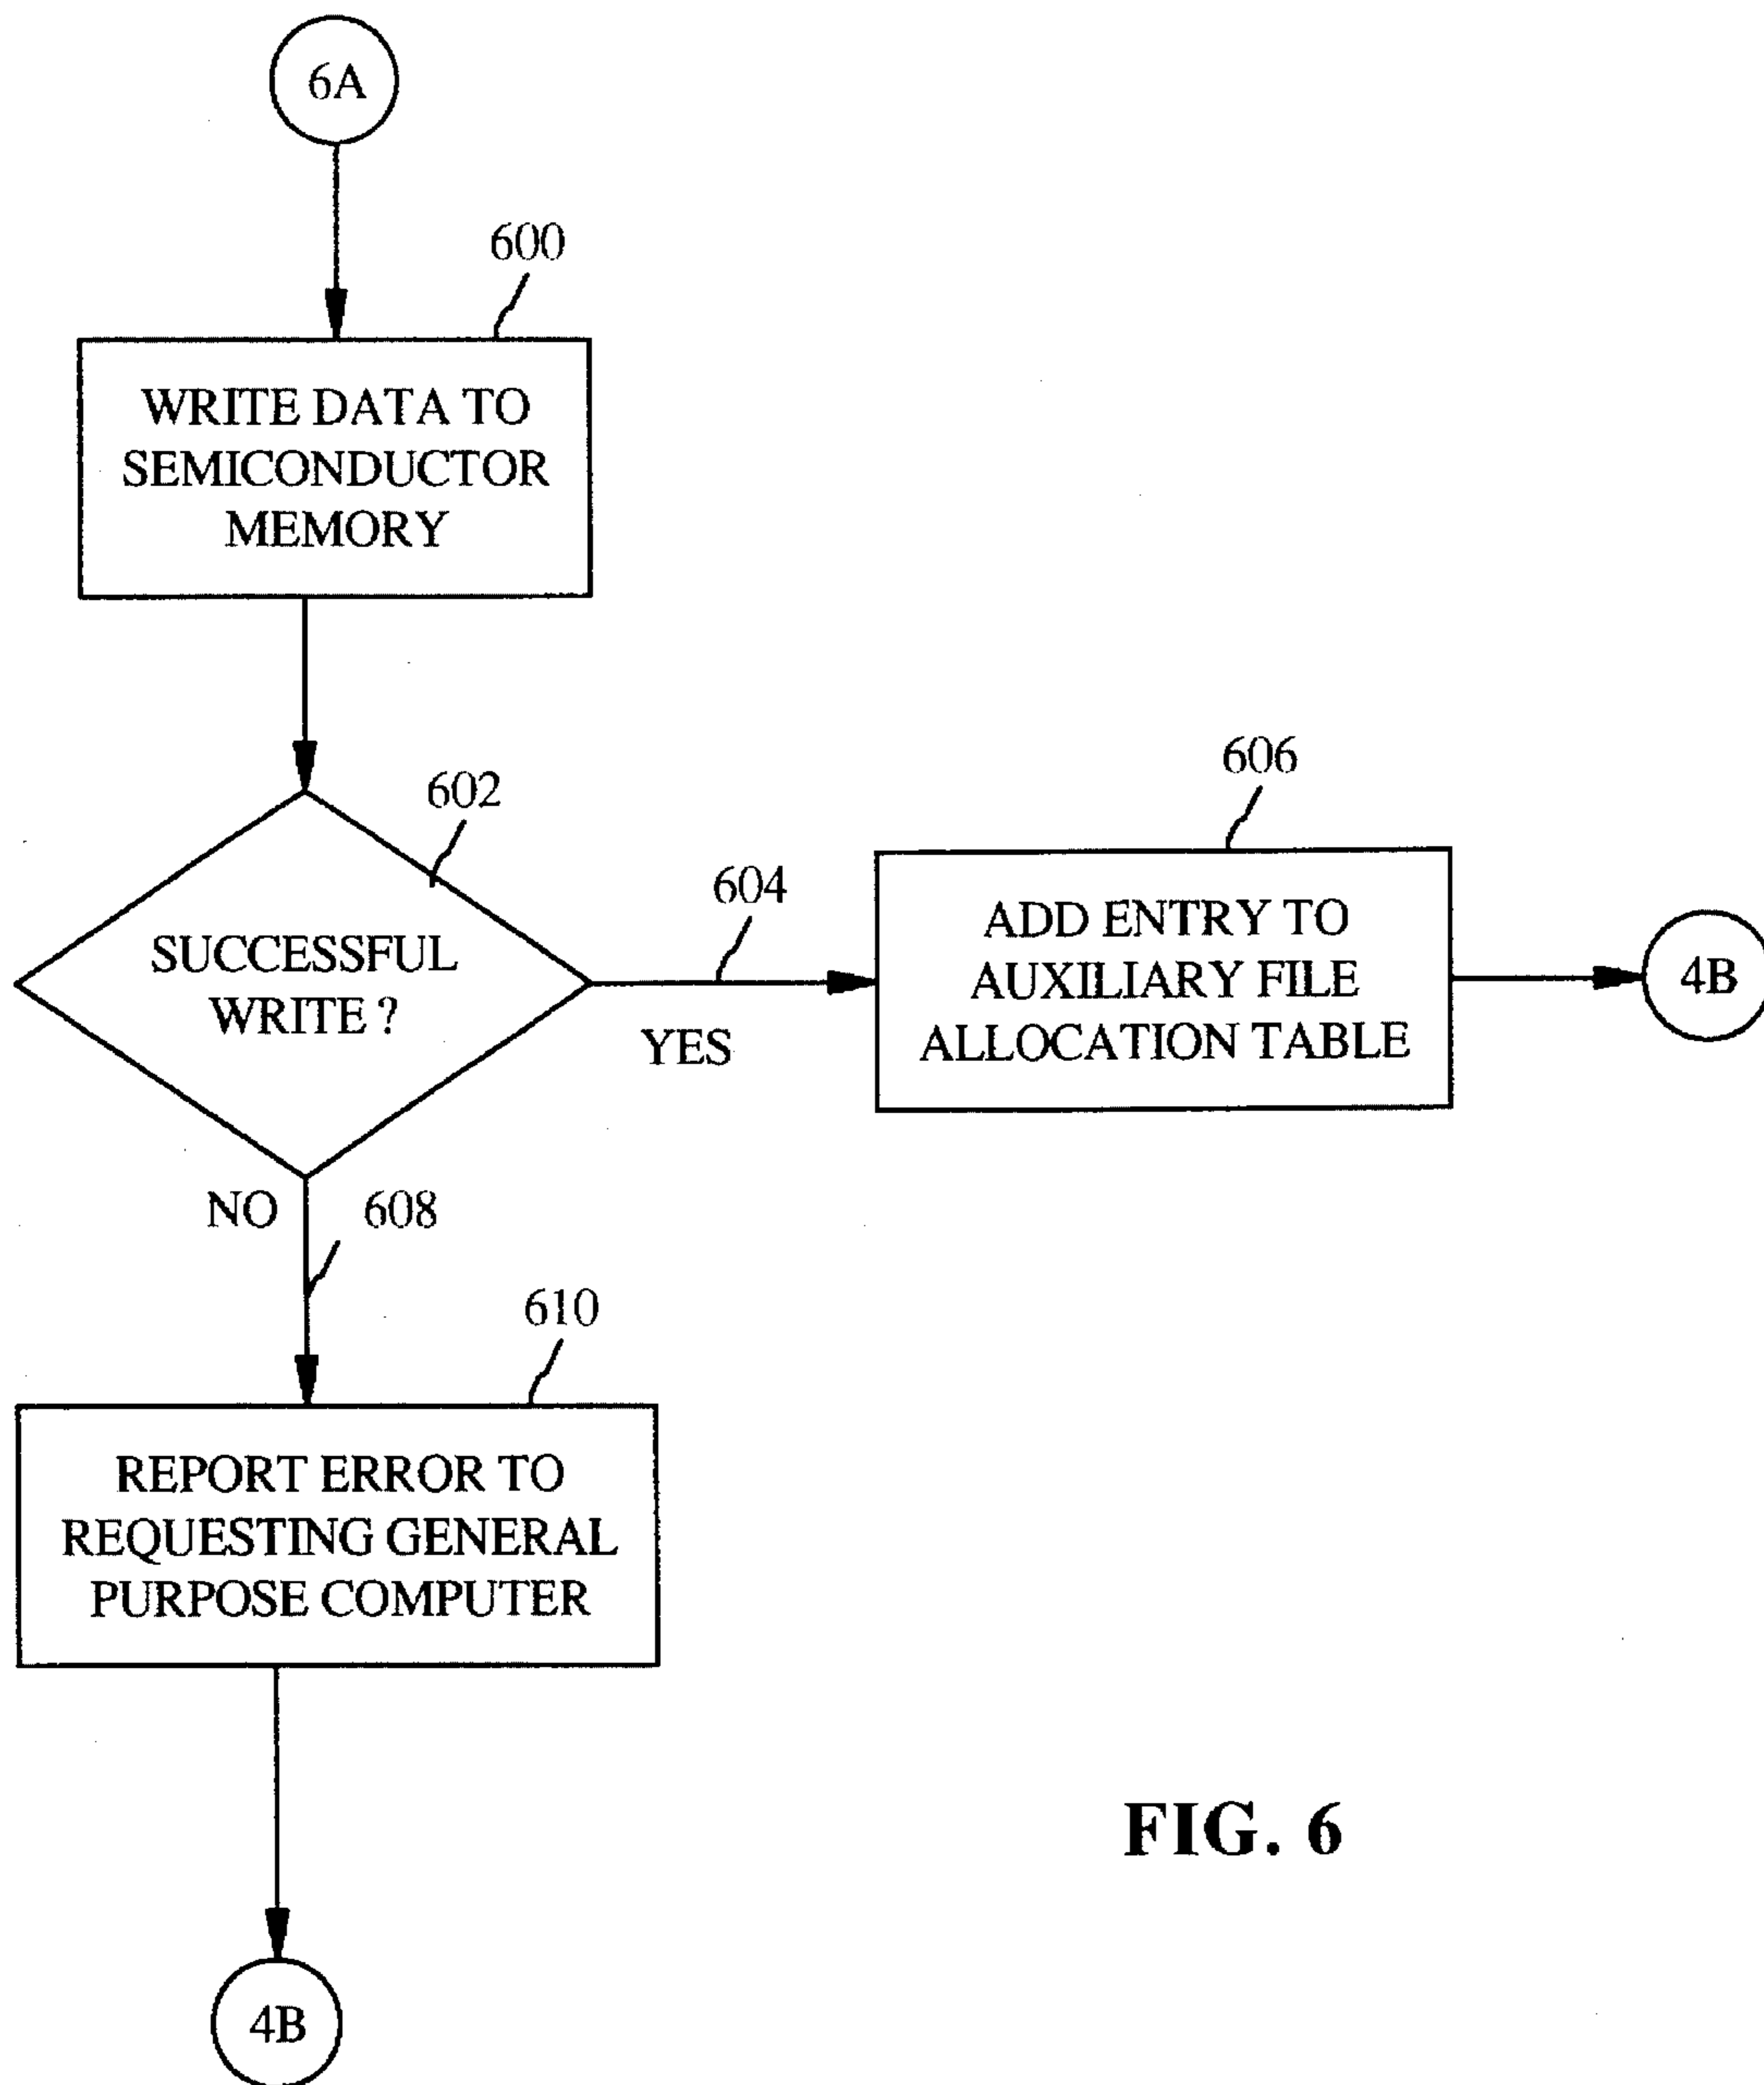 6A
600
WRITE DATA TO
SEMICONDUCTOR
MEMORY
602
SUCCESSFUL
WRITE ?
604
YES
606
ADD ENTRY TO
AUXILIARY FILE
ALLOCATION TABLE
4B
NO
608
610
REPORT ERROR TO
REQUESTING GENERAL
PURPOSE COMPUTER
4B
FIG. 6